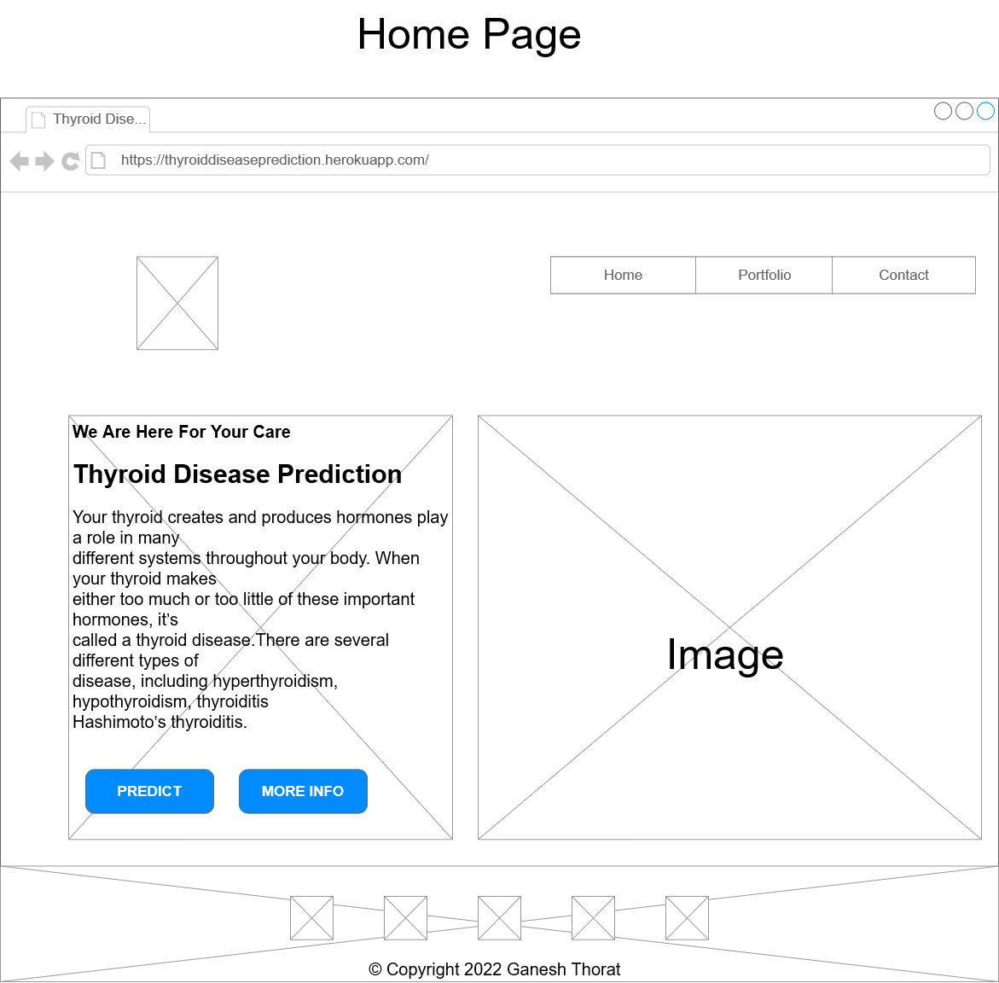 Home Page
Thyroid Dise...
https://thyroiddiseaseprediction.herokuapp.com/
Home
Portfolio
Contact
We Are Here For Your Care
Thyroid Disease Prediction
Your thyroid creates and produces hormones play
a role in many
different systems throughout your body. When
your thyroid makes
either too much or too little of these important
hormones, it’s
called a thyroid disease.There are several
different types of
disease, including hyperthyroidism,
hypothyroidism, thyroiditis
Hashimoto’s thyroiditis.
PREDICT
MORE INFO
Image
© Copyright 2022 Ganesh Thorat